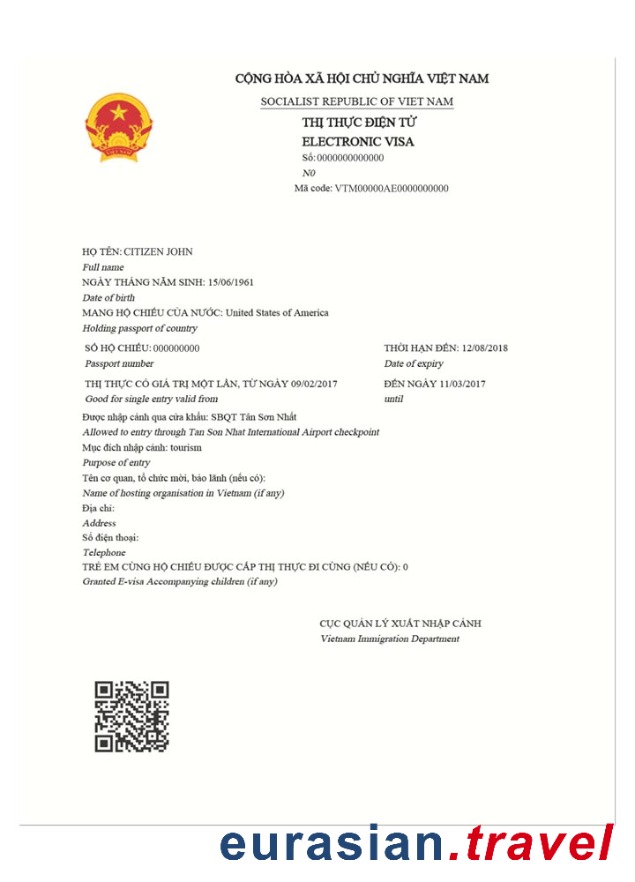 CỘNG HÒA XÃ HỘI CHỦ NGHĨA VIỆT NAM
SOCIALIST REPUBLIC OF VIET NAM
THỊ THỰC ĐIỆN TỬ
ELECTRONIC VISA
Số:0000000000000
N0
Mã code: VTM00000AE0000000000
VIỆT NAM
HỌ TÊN: CITIZEN JOHN
Full name
NGÀY THÁNG NĂM SINH: 15/06/1961
Date of birth
MANG HỘ CHIẾU CỦA NƯỚC: United States of America
Holding passport of country
SỐ HỘ CHIẾU: 000000000 THỜI HẠN ĐẾN: 12/08/2018
Passport number Date of expiry
THỊ THỰC CÓ GIÁ TRỊ MỘT LẦN, TỪ NGÀY 09/02/2017 ĐẾN NGÀY 11/03/2017
Good for single entry valid from until
Được nhập cảnh qua cửa khẩu: SBQT Tân Sơn Nhất
Allowed to entry through Tan Son Nhat International Airport checkpoint
Mục đích nhập cảnh: tourism
Purpose of entry
Tên cơ quan, tổ chức mời, bảo lãnh (nếu có):
Name of hosting organisation in Vietnam (if any)
Địa chỉ:
Address
Số điện thoại:
Telephone
TRẺ EM CÙNG HỘ CHIẾU ĐƯỢC CẤP THỊ THỰC ĐI CÙNG (NẾU CÓ): 0
Granted E-visa Accompanying children (if any)
CỤC QUẢN LÝ XUẤT NHẬP CẢNH
Vietnam Immigration Department
eurasian.travel